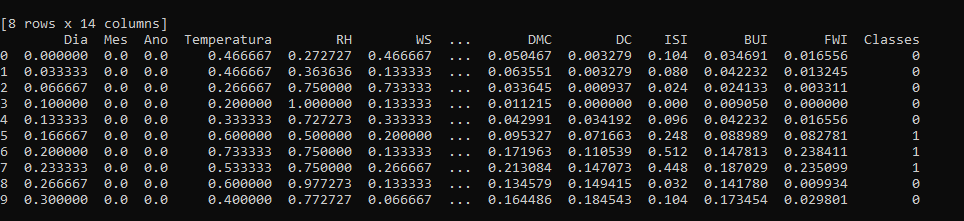 [8 rows x 14 columns]
Dia Mes Ano Temperatura RH WS ... DMC DC ISI BUI FWI Classes
0 0.000000 0.0 0.0 0.466667 0.272727 0.466667 ... 0.050467 0.003279 0.104 0.034691 0.016556 0
1 0.033333 0.0 0.0 0.466667 0.363636 0.133333 ... 0.063551 0.003279 0.080 0.042232 0.013245 0
2 0.066667 0.0 0.0 0.266667 0.750000 0.733333 ... 0.033645 0.000937 0.024 0.024133 0.003311 0
3 0.100000 0.0 0.0 0.200000 1.000000 0.133333 ... 0.011215 0.000000 0.000 0.009050 0.000000 0
4 0.133333 0.0 0.0 0.333333 0.727273 0.333333 ... 0.042991 0.034192 0.096 0.042232 0.016556 0
5 0.166667 0.0 0.0 0.600000 0.500000 0.200000 ... 0.095327 0.071663 0.248 0.088989 0.082781 1
6 0.200000 0.0 0.0 0.733333 0.750000 0.133333 ... 0.171963 0.110539 0.512 0.147813 0.238411 1
7 0.233333 0.0 0.0 0.533333 0.750000 0.266667 ... 0.213084 0.147073 0.448 0.187029 0.235099 1
8 0.266667 0.0 0.0 0.600000 0.977273 0.133333 ... 0.134579 0.149415 0.032 0.141780 0.009934 0
9 0.300000 0.0 0.0 0.400000 0.772727 0.066667 ... 0.164486 0.184543 0.104 0.173454 0.029801 0